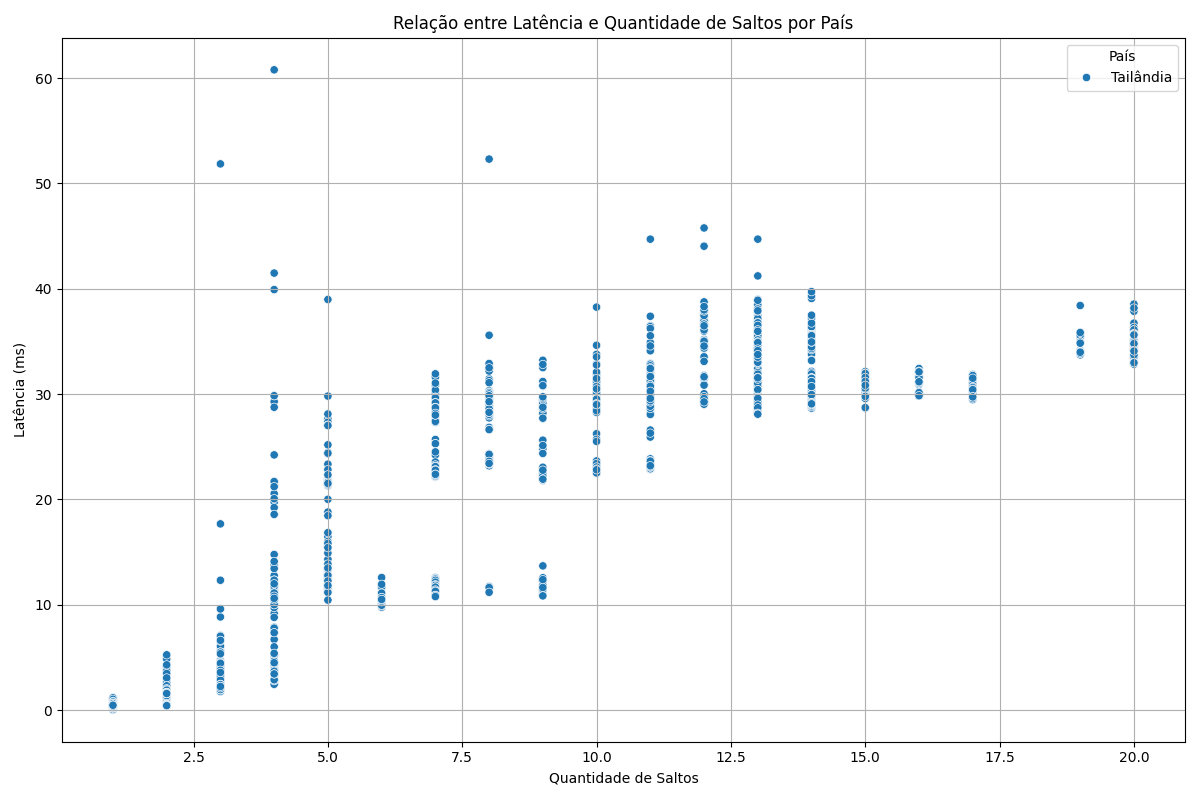 Relação entre Latência e Quantidade de Saltos por País
País
Tailândia
Latência (ms)
60
50
40
30
20
10
0
2.5 5.0 7.5 10.0 12.5 15.0 17.5 20.0
Quantidade de Saltos